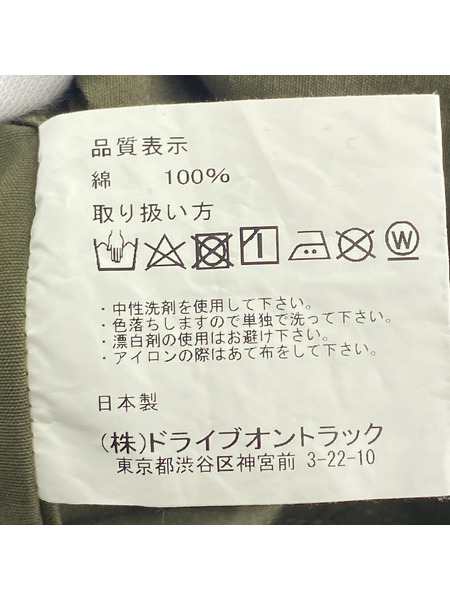 品質表示
綿 100%
取り扱い方
W
・中性洗剤を使用して下さい。
・色落ちしますので単独で洗って下さい。
・漂白剤の使用はお避け下さい。
・アイロンの際はあて布をして下さい。
日本製
(株)ドライブオントラック
東京都渋谷区神宮前 3-22-10